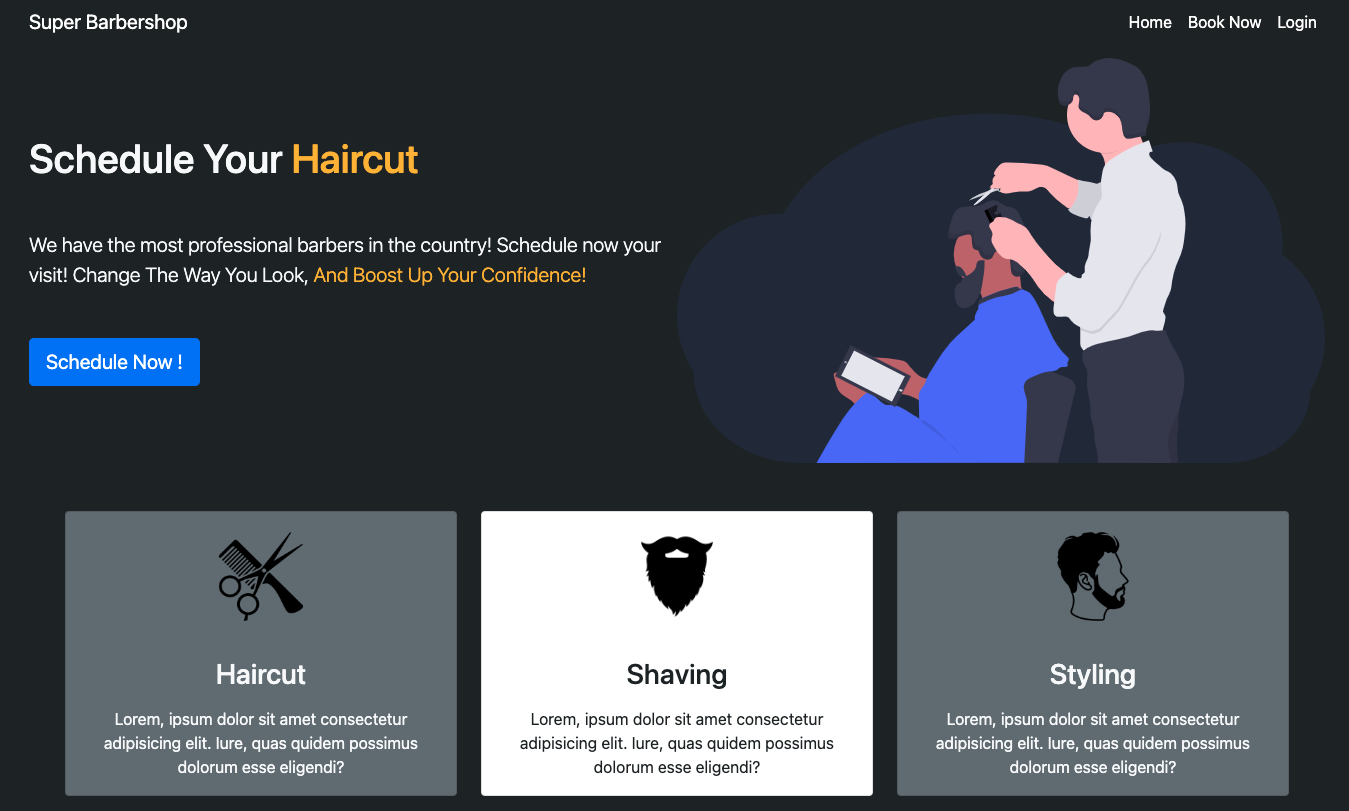 Super Barbershop
Home Book Now Login
Schedule Your Haircut
We have the most professional barbers in the country! Schedule now your
visit! Change The Way You Look, And Boost Up Your Confidence!
Schedule Now !
Haircut
Lorem, ipsum dolor sit amet consectetur
adipisicing elit. Iure, quas quidem possimus
dolorum esse eligendi?
Shaving
Lorem, ipsum dolor sit amet consectetur
adipisicing elit. Iure, quas quidem possimus
dolorum esse eligendi?
Styling
Lorem, ipsum dolor sit amet consectetur
adipisicing elit. Iure, quas quidem possimus
dolorum esse eligendi?